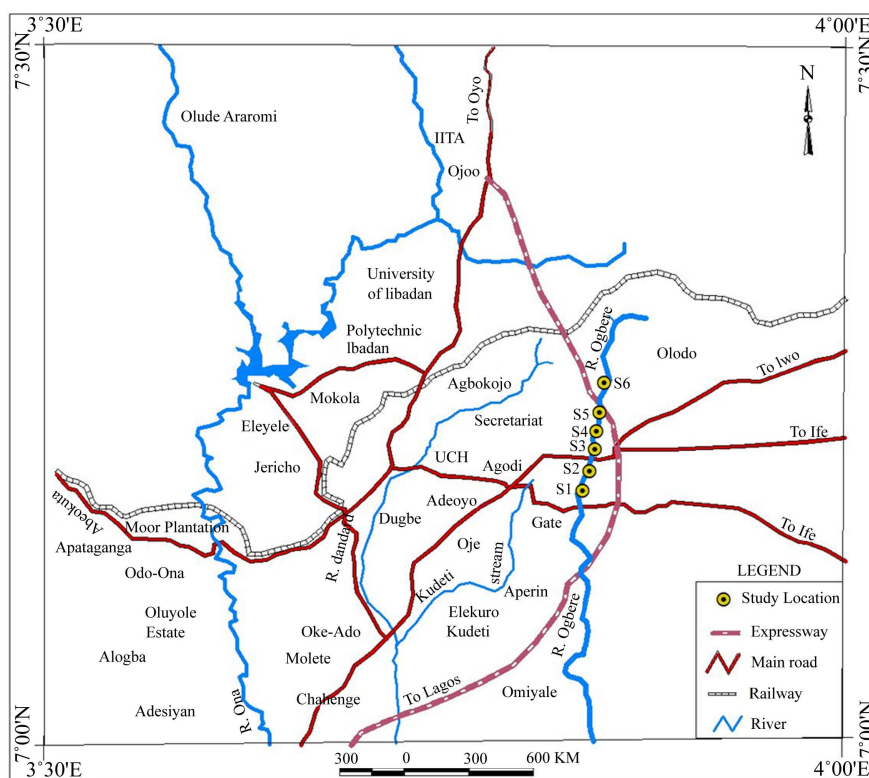 3°30'E
4°00'E
7°30'N
7°30'N
N
To Oyo
Olude Araromi
IITA
Ojoo
University
of libadan
Polytechnic
lbadan
R. Ogbere
Olodo
Agbokojo
S6
To Iwo
Mokola
Secretariat
S5
Eleyele
S4
To Ife
S3
UCH
Jericho
Agodi
S2
S1
Abeokuta
Adeoyo
Moor Plantation
Dugbe
Gate
To Ife
Apataganga
R. dandaru
Oje
stream
Odo-Ona
Kudeti
Aperin
LEGEND
Study Location
Oluyole
Estate
Elekuro
Kudeti
R. Ogbere
Expressway
Oke-Ado
Alogba
Molete
Main road
To Lagos
Omiyale
Chahenge
Railway
Adesiyan
R. Ona
River
7°00'N
7°00'N
3°30'E
4°00'E
300 0 300 600 KM